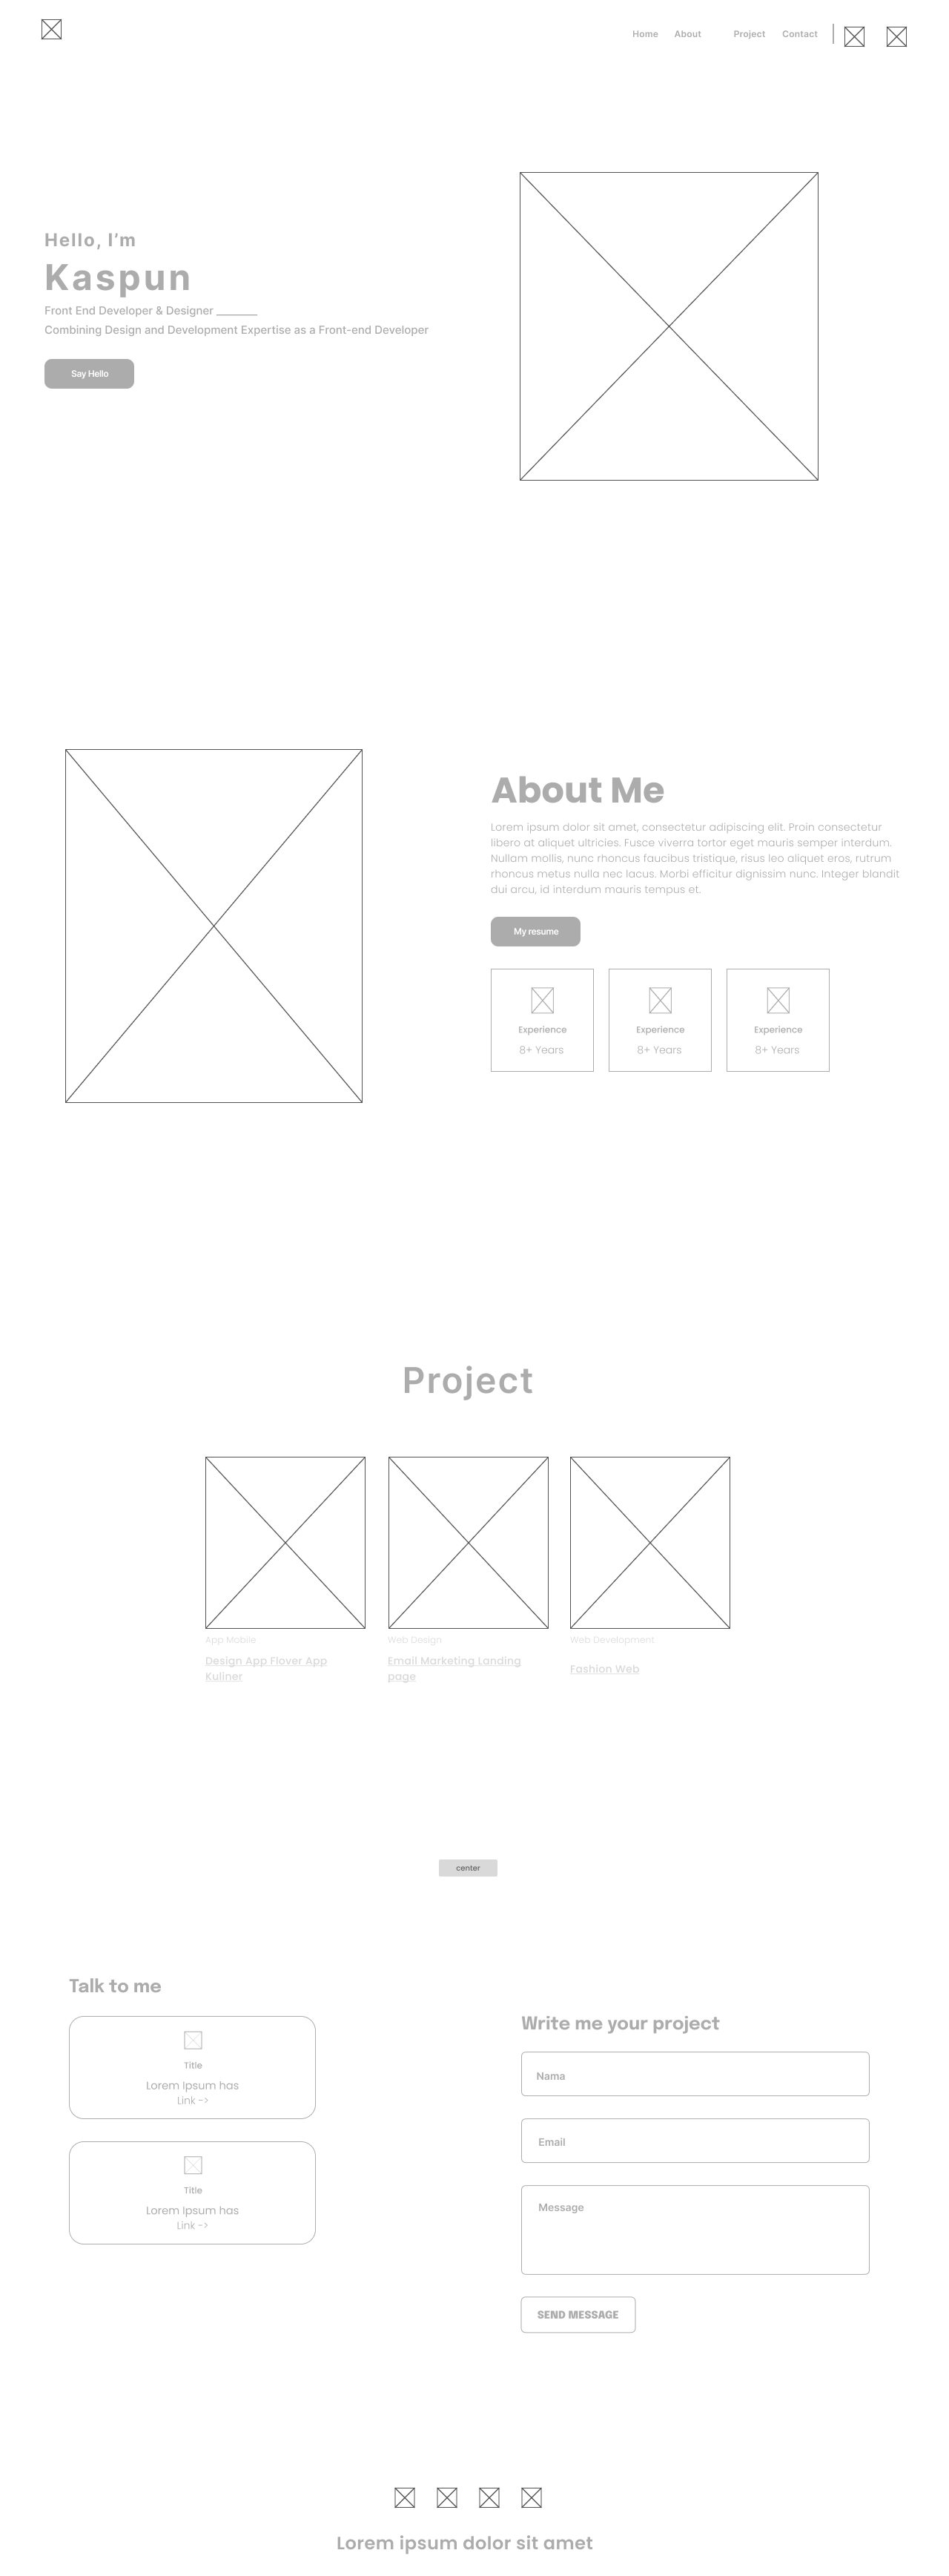 Home About Project Contact
Hello, I'm
Kaspun
Front End Developer & Designer ________
Combining Design and Development Expertise as a Front-end Developer
Say Hello
About Me
Lorem ipsum dolor sit amet, consectetur adipiscing elit. Proin consectetur
libero at aliquet ultricies. Fusce viverra tortor eget mauris semper interdum.
Nullam mollis, nunc rhoncus faucibus tristique, risus leo aliquet eros, rutrum
rhoncus metus nulla nec lacus. Morbi efficitur dignissim nunc. Integer blandit
dui arcu, id interdum mauris tempus et.
My resume
Experience
8+ Years
Experience
8+ Years
Experience
8+ Years
Project
App Mobile
Design App Flover App
Kuliner
Web Design
Email Marketing Landing
page
Web Development
Fashion Web
center
Talk to me
Title
Lorem Ipsum has
Link ->
Title
Lorem Ipsum has
Link ->
Write me your project
Nama
Email
Message
SEND MESSAGE
Lorem ipsum dolor sit amet